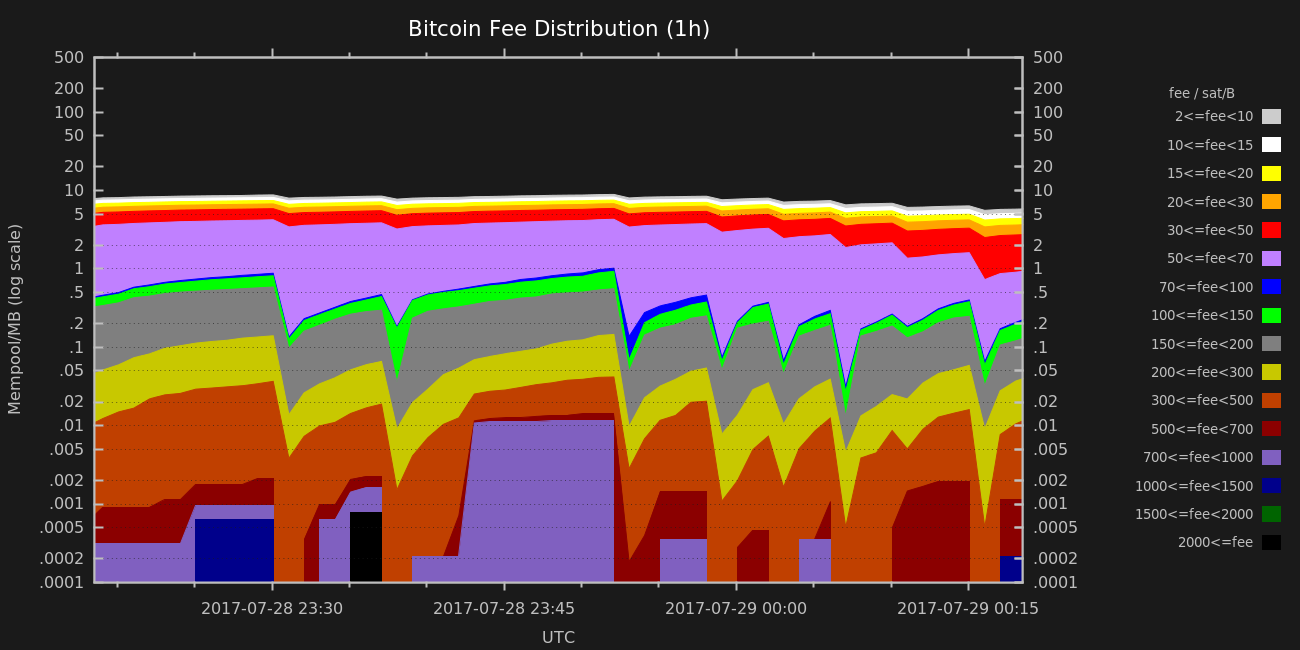 Bitcoin Fee Distribution (1h)
500 500
200 200
100 100
50 50
20 20
10 10
5 5
2 2
1 1
.5 .5
.2 .2
.1 .1
.05 .05
.02 .02
.01 .01
.005 .005
.002 .002
.001 .001
.0005 .0005
.0002 .0002
.0001 .0001
Mempool/MB (log scale)
2017-07-28 23:30 2017-07-28 23:45 2017-07-29 00:00 2017-07-29 00:15
UTC
fee / sat/B
2<=fee<10
10<=fee<15
15<=fee<20
20<=fee<30
30<=fee<50
50<=fee<70
70<=fee<100
100<=fee<150
150<=fee<200
200<=fee<300
300<=fee<500
500<=fee<700
700<=fee<1000
1000<=fee<1500
1500<=fee<2000
2000<=fee